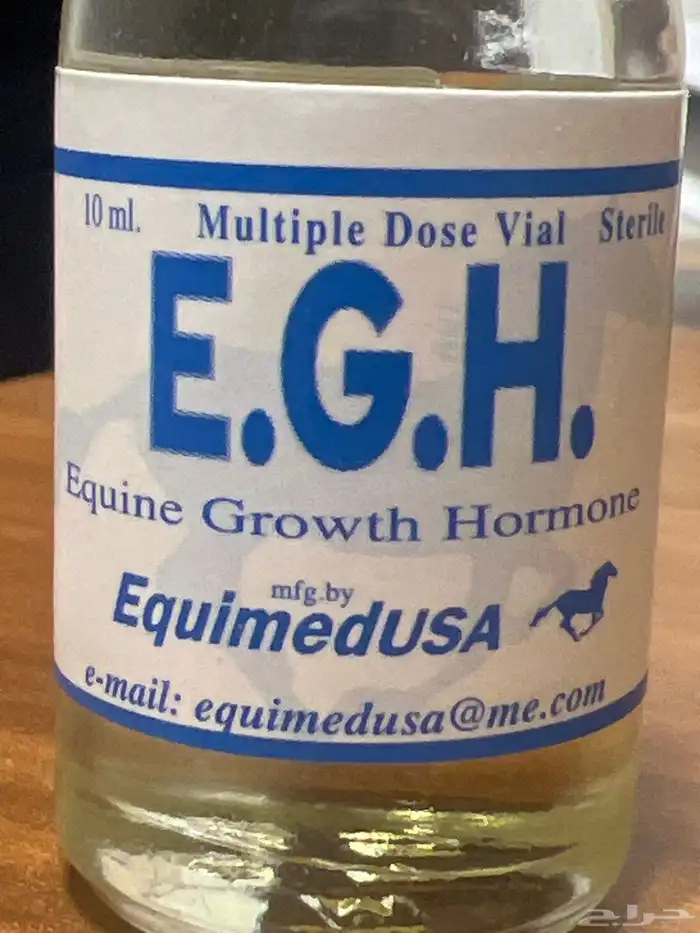 10 ml. Multiple Dose Vial Sterile
E.G.H.
Equine Growth Hormone
mfg.by
EquimedUSA
e-mail: equimedusa@me.com
حراج